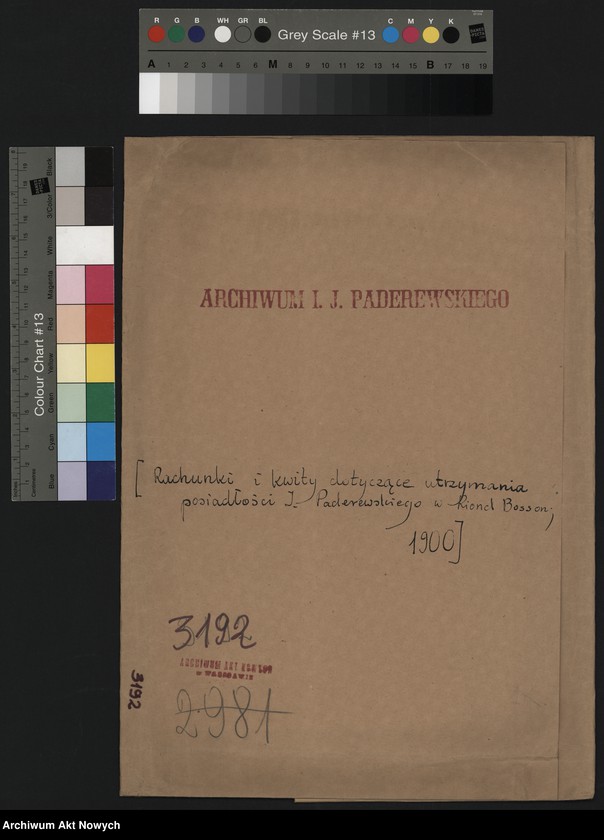 R G B WH GR BL Grey Scale #13 C M Y K
A 1 2 3 4 5 6 M 8 9 10 11 12 13 14 15 B 17 18 19
Colour Chart #13
Blue Cyan Green Yellow Red Magenta White 3/Color Black
ARCHIWUM I. J. PADEREWSKIEGO
[Rachunki i kwity dotyczące utrzymania
posiadłości I. Paderewskiego w Riond Bosson;
1900]
3192
2981
3192
Archiwum Akt Nowych